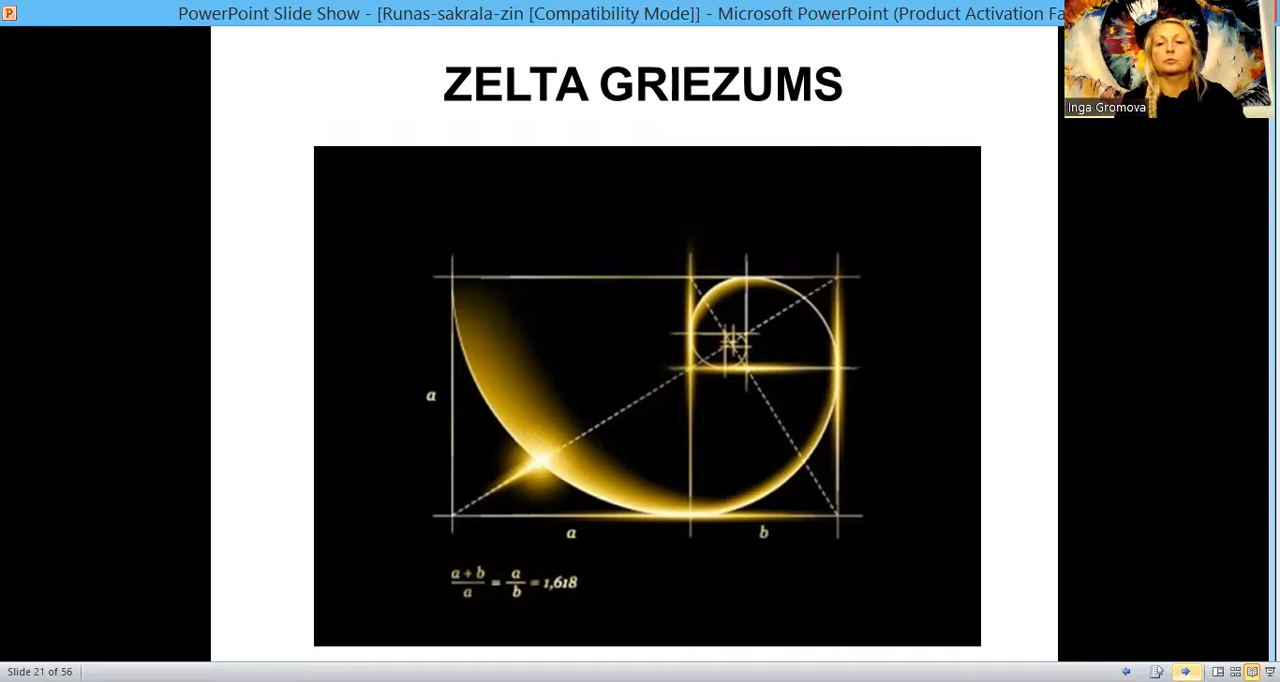 PowerPoint Slide Show - [Runas-sakrala-zin [Compatibility Mode]] - Microsoft PowerPoint (Product Activation Fa
Inga Gromova
ZELTA GRIEZUMS
a
a
b
a + b
a
=
a
b
= 1,618
Slide 21 of 56